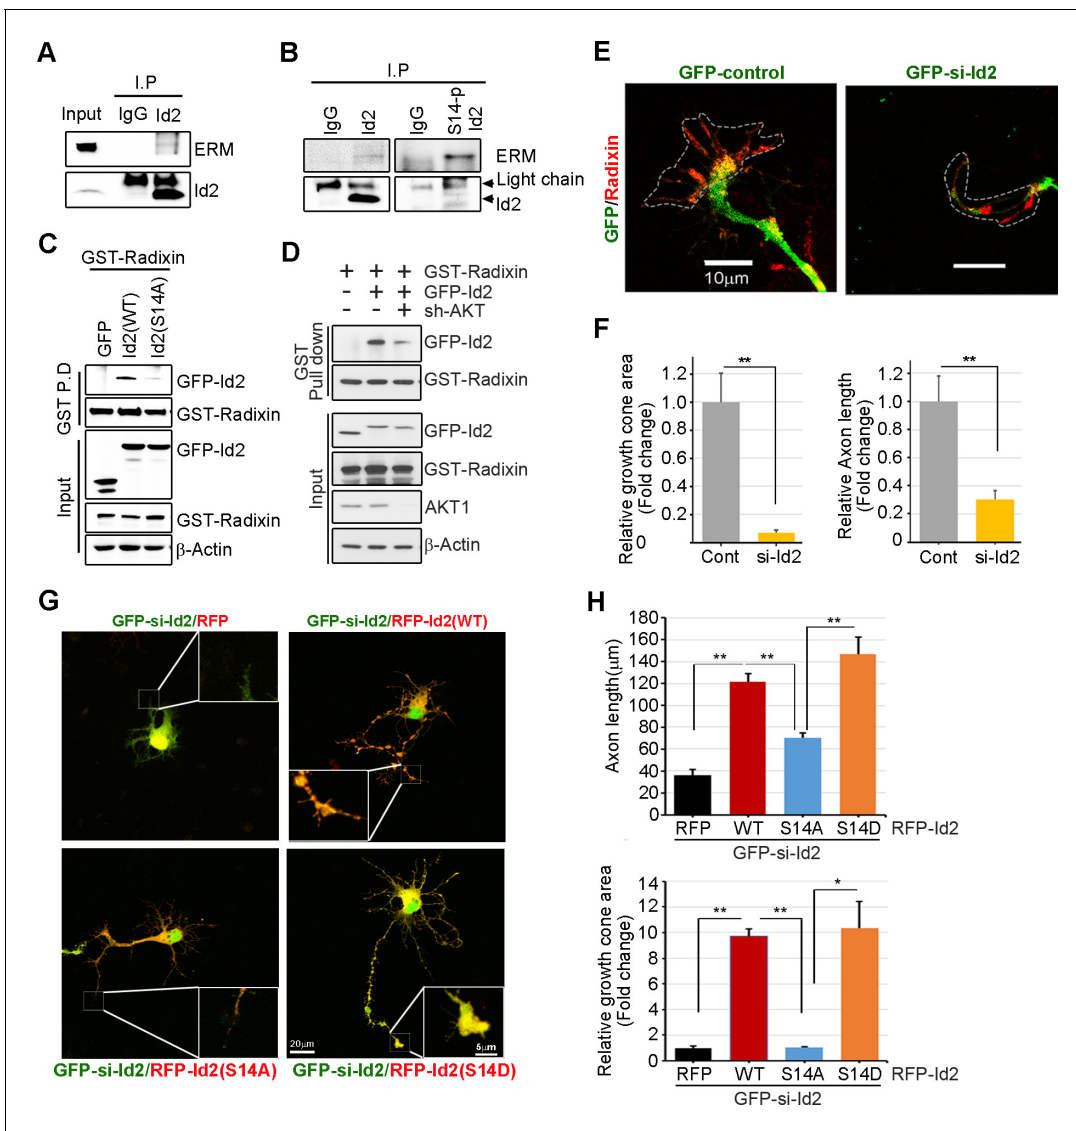 A
I.P
Input
IgG
Id2
ERM
Id2
B
I.P
IgG
Id2
IgG
S14-p
Id2
ERM
Light chain
Id2
C
GST-Radixin
GFP
Id2(WT)
Id2(S14A)
GST P.D
GFP-Id2
GST-Radixin
Input
GFP-Id2
GST-Radixin
β-Actin
D
+ + + GST-Radixin
- + + GFP-Id2
- - + sh-AKT
GST
Pull down
GFP-Id2
GST-Radixin
Input
GFP-Id2
GST-Radixin
AKT1
β-Actin
E
GFP-control
GFP-si-Id2
GFP/Radixin
10μm
F
Relative growth cone area
(Fold change)
1.2
1.0
0.8
0.6
0.4
0.2
0
**
Cont si-Id2
Relative Axon length
(Fold change)
1.2
1.0
0.8
0.6
0.4
0.2
0
**
Cont si-Id2
G
GFP-si-Id2/RFP
GFP-si-Id2/RFP-Id2(WT)
20μm
5μm
GFP-si-Id2/RFP-Id2(S14A)
GFP-si-Id2/RFP-Id2(S14D)
H
Axon length(μm)
180
160
140
120
100
80
60
40
20
0
** ** **
RFP WT S14A S14D RFP-Id2
GFP-si-Id2
Relative growth cone area
(Fold change)
14
12
10
8
6
4
2
0
** ** *
RFP WT S14A S14D RFP-Id2
GFP-si-Id2